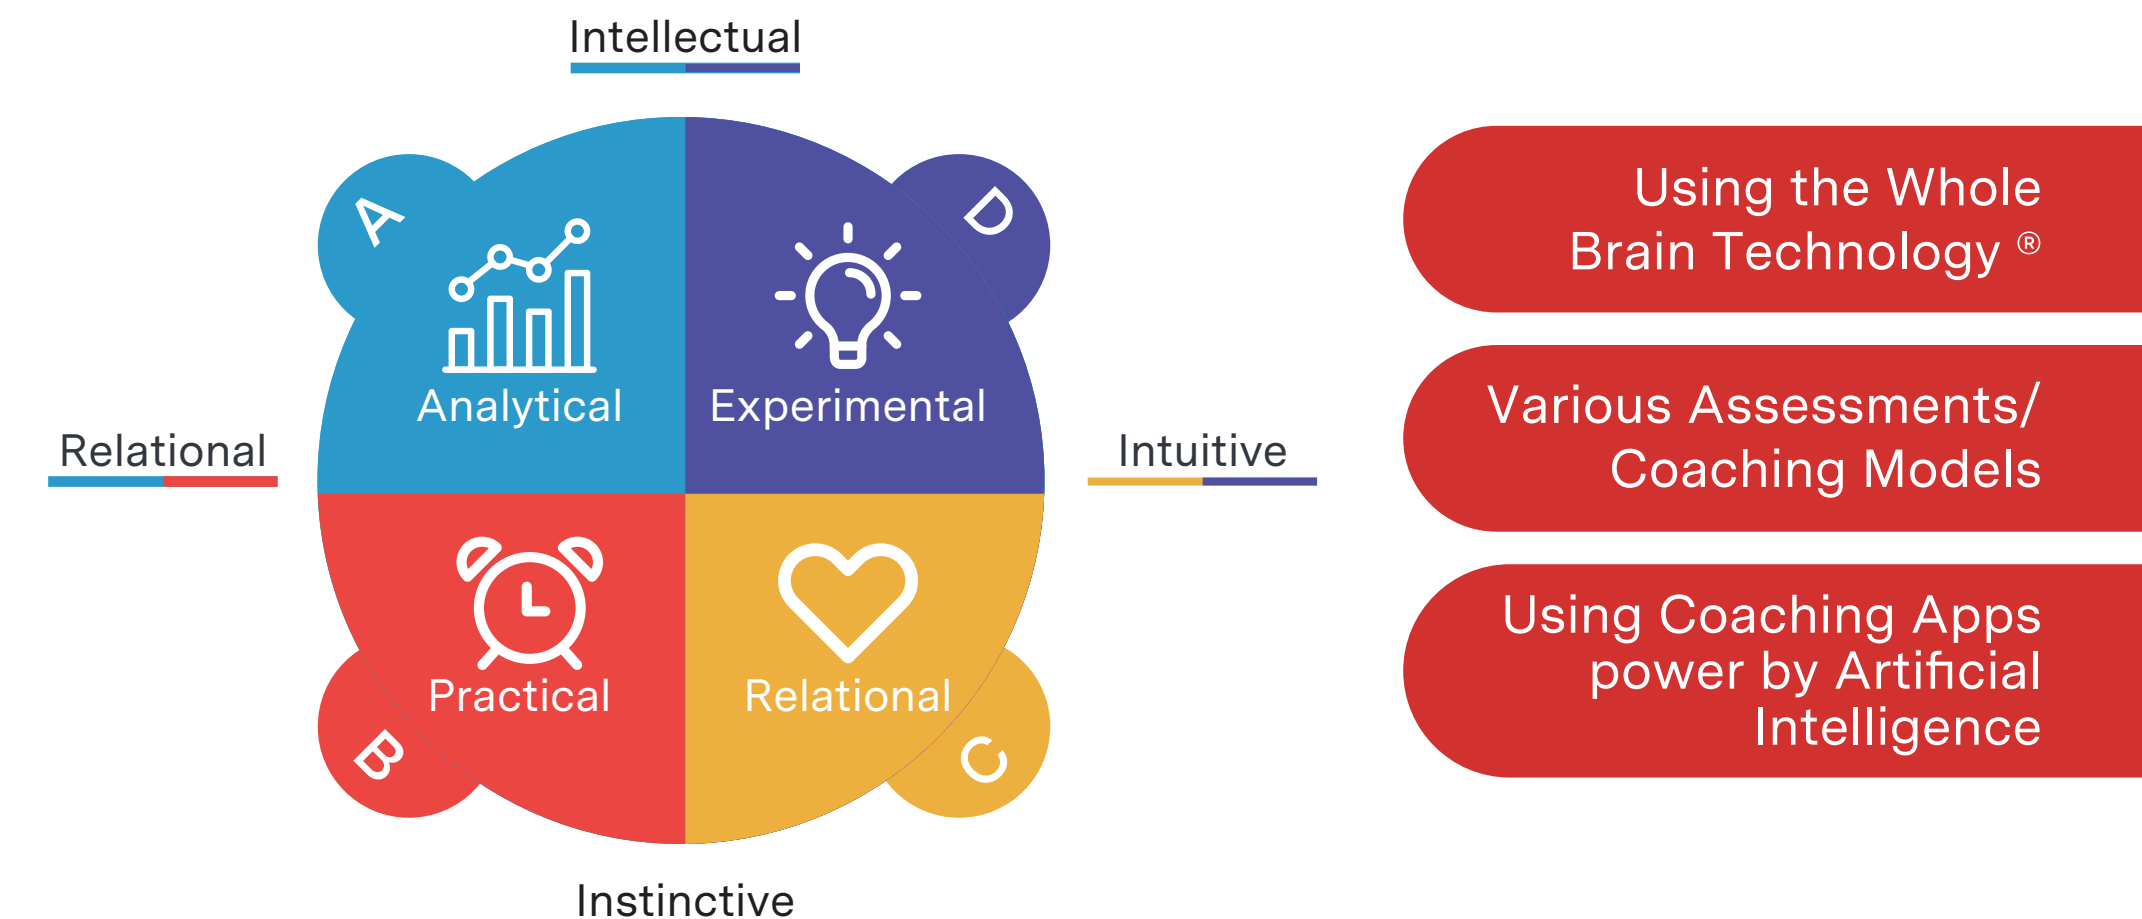 Intellectual
A
D
Analytical
Experimental
Relational
Intuitive
Practical
Relational
B
C
Instinctive
Using the Whole
Brain Technology ®
Various Assessments/
Coaching Models
Using Coaching Apps
power by Artificial
Intelligence